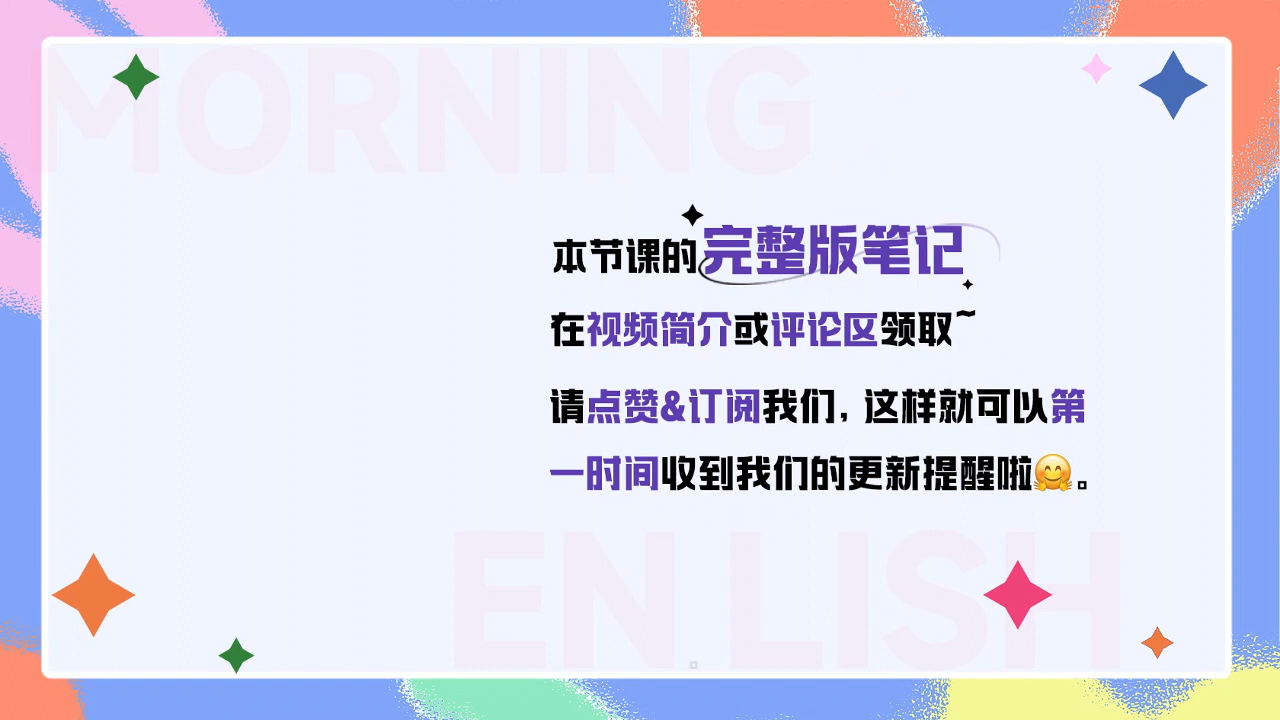 MORNING
本节课的完整版笔记
在视频简介或评论区领取~
请点赞&订阅我们，这样就可以第
一时间收到我们的更新提醒啦🤗。
EN LISH